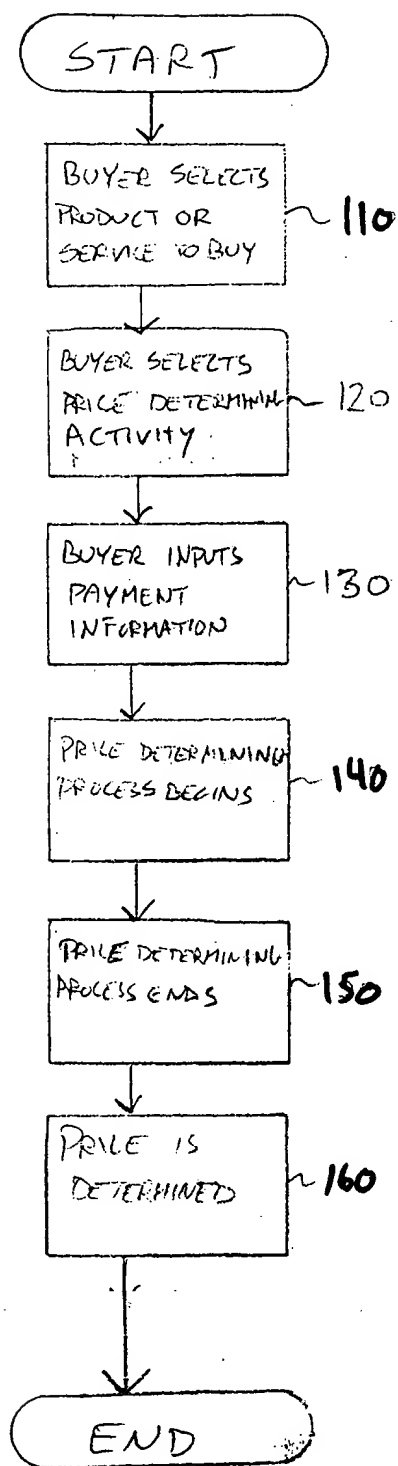 START
BUYER SELECTS
PRODUCT OR
SERVICE TO BUY
110
BUYER SELECTS
PRICE DETERMINING
ACTIVITY
120
BUYER INPUTS
PAYMENT
INFORMATION
130
PRICE DETERMINING
PROCESS BEGINS
140
PRICE DETERMINING
PROCESS ENDS
150
PRICE IS
DETERMINED
160
END